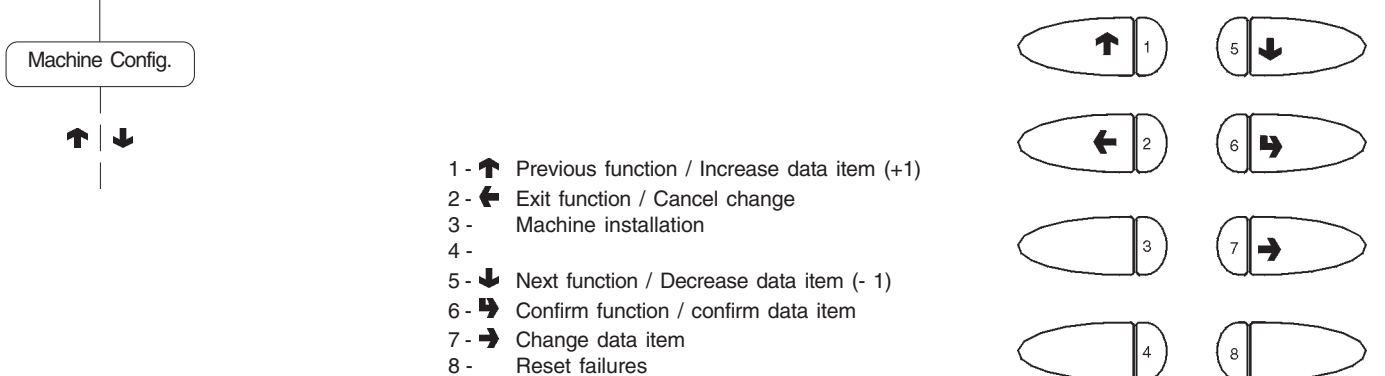 Machine Config.
1 - ↑ Previous function / Increase data item (+1)
2 - ← Exit function / Cancel change
3 - Machine installation
4 -
5 - ↓ Next function / Decrease data item (- 1)
6 - ↳ Confirm function / confirm data item
7 - → Change data item
8 - Reset failures
↑ 1
5 ↓
← 2
6 ↳
3
7 →
4
8